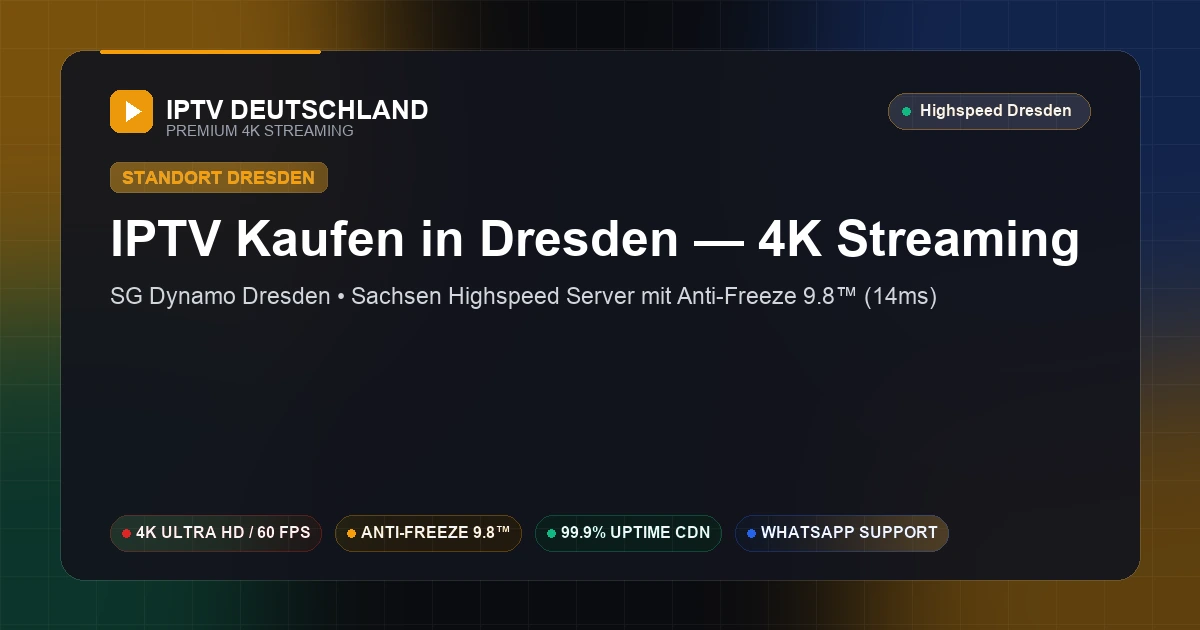 IPTV DEUTSCHLAND
PREMIUM 4K STREAMING
Highspeed Dresden
STANDORT DRESDEN
IPTV Kaufen in Dresden — 4K Streaming
SG Dynamo Dresden • Sachsen Highspeed Server mit Anti-Freeze 9.8™ (14ms)
4K ULTRA HD / 60 FPS
ANTI-FREEZE 9.8™
99.9% UPTIME CDN
WHATSAPP SUPPORT